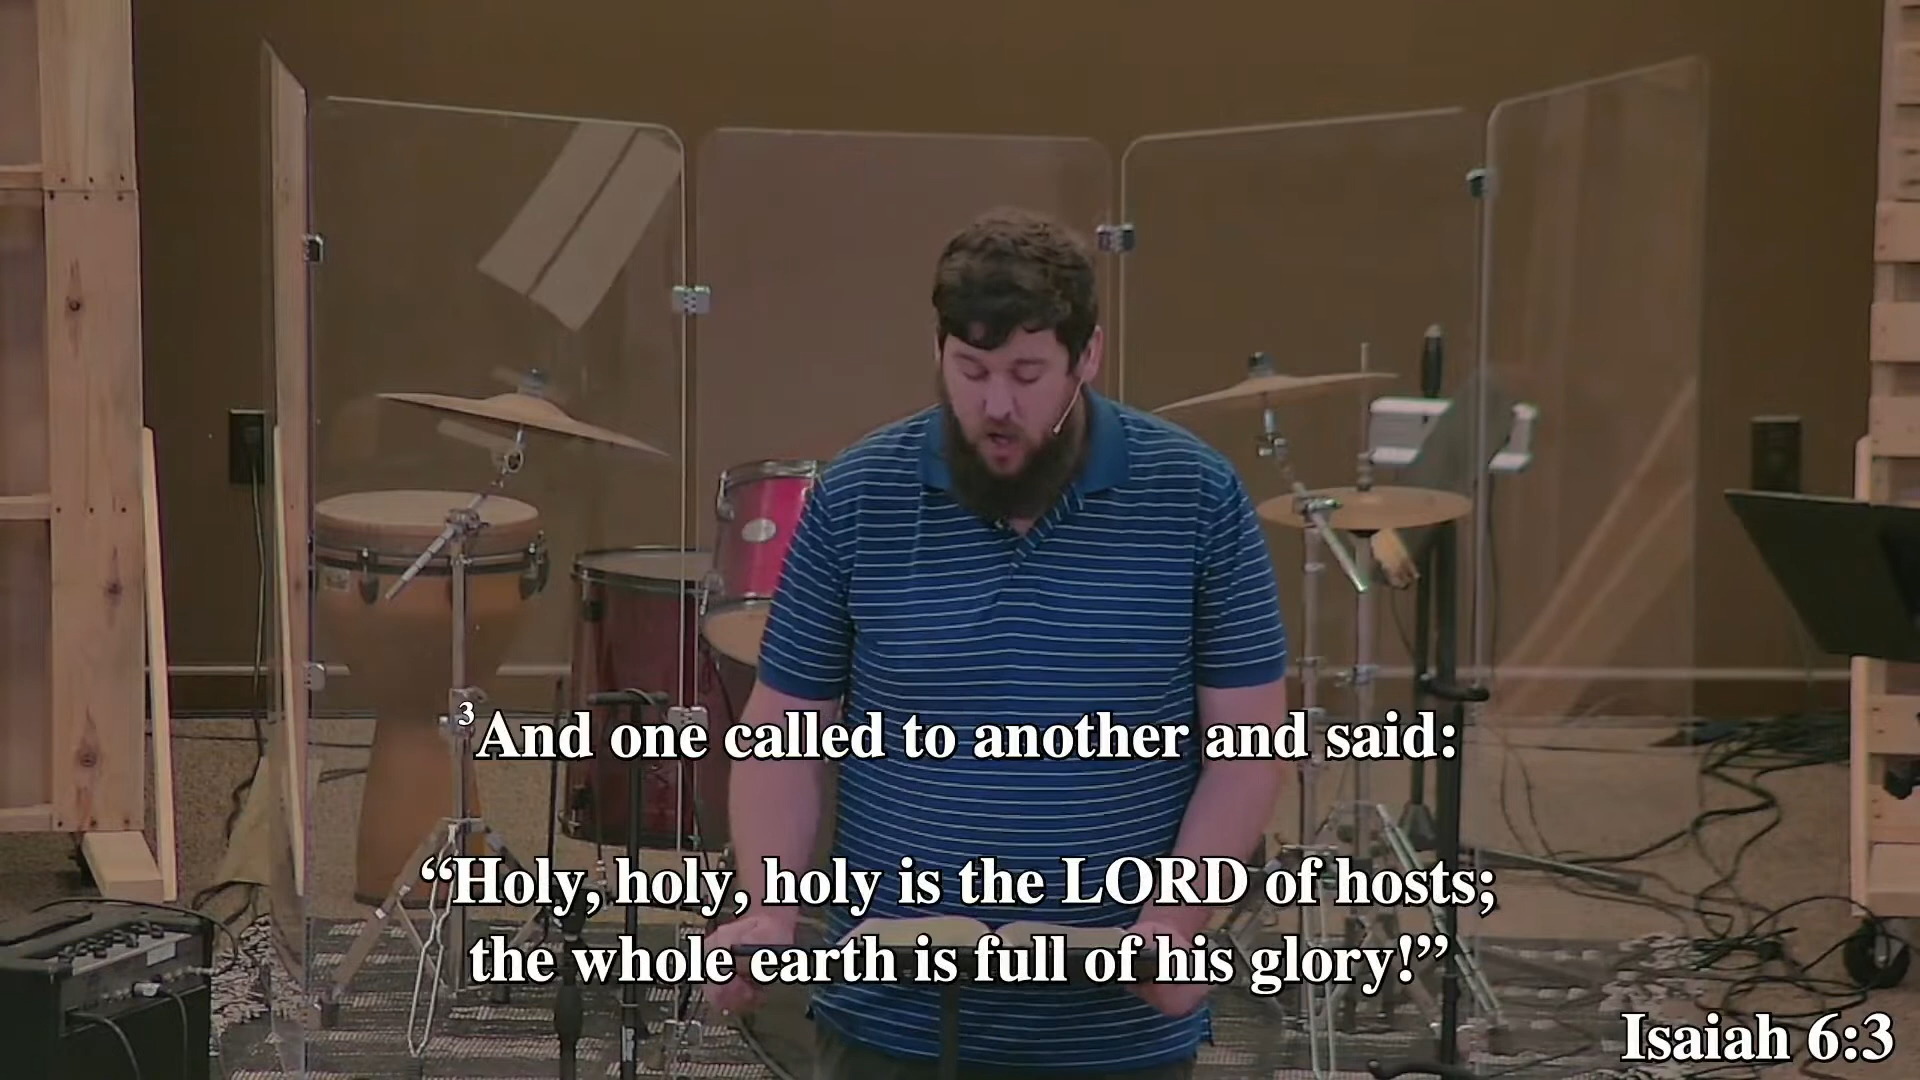 ³And one called to another and said:
“Holy, holy, holy is the LORD of hosts;
the whole earth is full of his glory!”
Isaiah 6:3